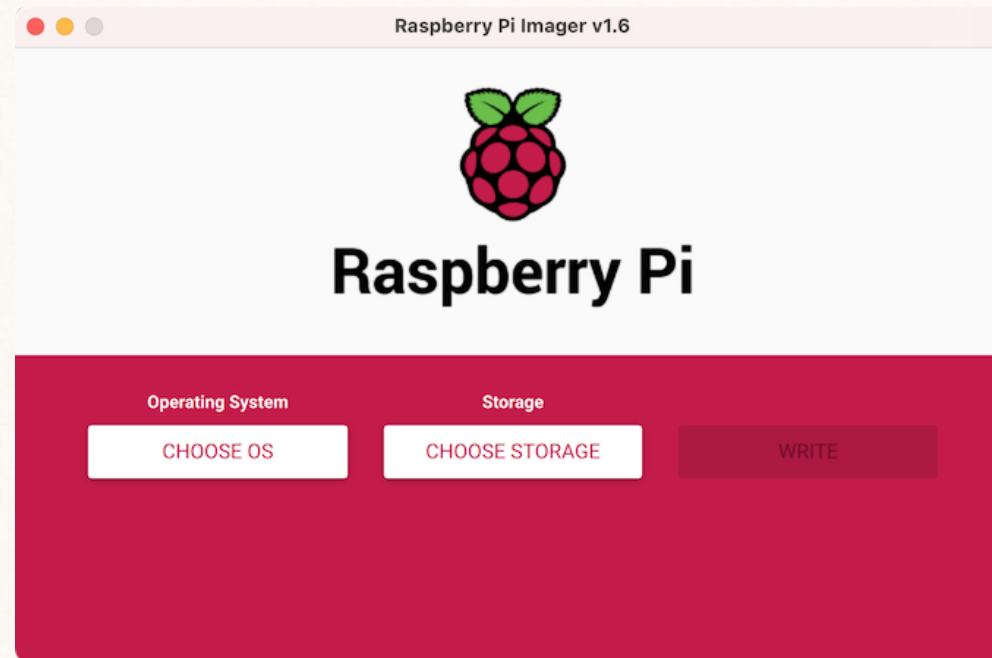 Raspberry Pi Imager v1.6
Raspberry Pi
Operating System
Storage
CHOOSE OS
CHOOSE STORAGE
WRITE